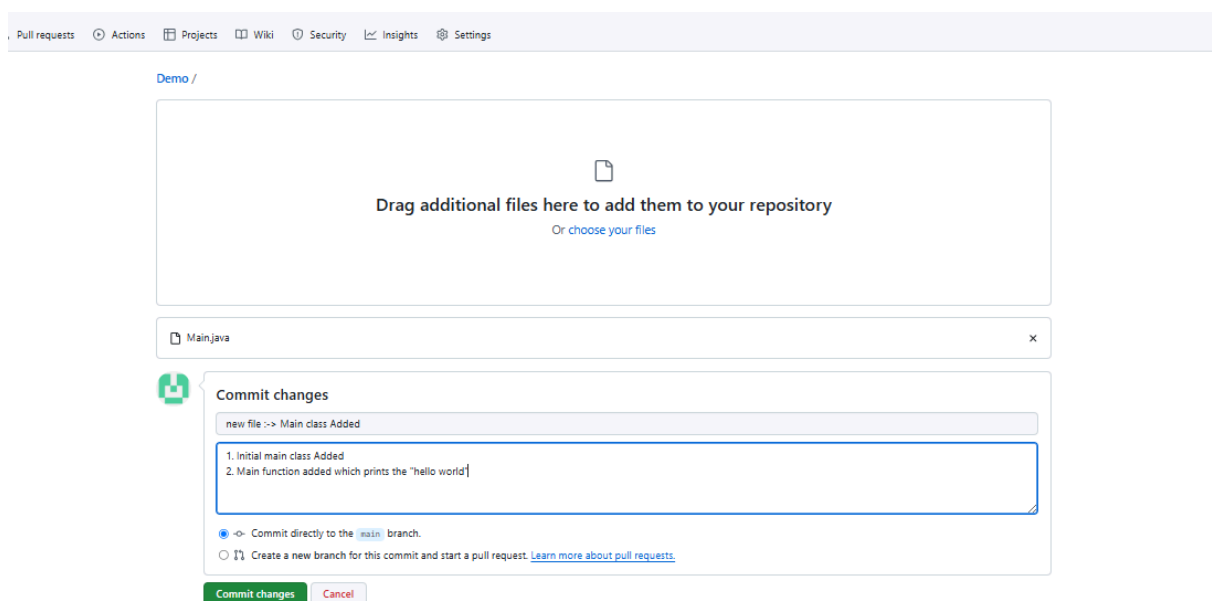 Pull requests Actions Projects Wiki Security Insights Settings
Demo /
Drag additional files here to add them to your repository
Or choose your files
Main.java
Commit changes
new file :-> Main class Added
1. Initial main class Added
2. Main function added which prints the "hello world"
Commit directly to the main branch.
Create a new branch for this commit and start a pull request. Learn more about pull requests.
Commit changes Cancel